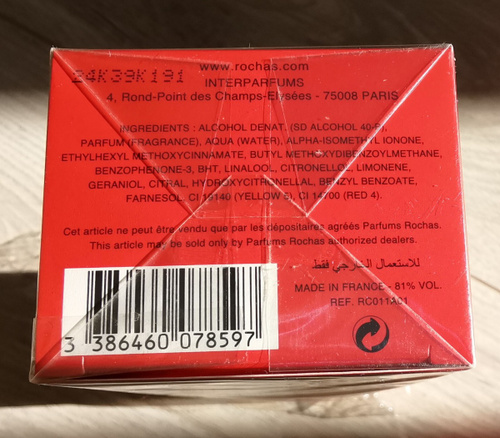 www.rochas.com
24K39K191
INTERPARFUMS
4, Rond-Point des Champs-Elysées - 75008 PARIS
INGREDIENTS : ALCOHOL DENAT. (SD ALCOHOL 40-B),
PARFUM (FRAGRANCE), AQUA (WATER), ALPHA-ISOMETHYL IONONE,
ETHYLHEXYL METHOXYCINNAMATE, BUTYL METHOXYDIBENZOYLMETHANE,
BENZOPHENONE-3, BHT, LINALOOL, CITRONELLOL, LIMONENE,
GERANIOL, CITRAL, HYDROXYCITRONELLAL, BENZYL BENZOATE,
FARNESOL, CI 19140 (YELLOW 5), CI 14700 (RED 4).
Cet article ne peut être vendu que par les dépositaires agréés Parfums Rochas.
This article may be sold only by Parfums Rochas authorized dealers.
للاستعمال الخارجي فقط
MADE IN FRANCE - 81% VOL.
REF. RC011A01
3 386460 078597